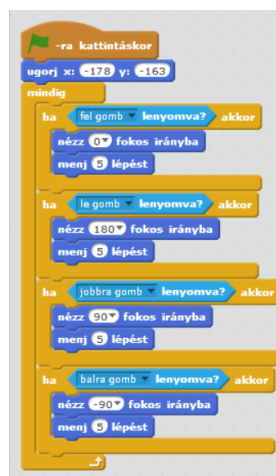 -ra kattintáskor
ugorj x: -178 y: -163
mindig
ha fel gomb lenyomva? akkor
nézz 0 fokos irányba
menj 5 lépést
ha le gomb lenyomva? akkor
nézz 180 fokos irányba
menj 5 lépést
ha jobbra gomb lenyomva? akkor
nézz 90 fokos irányba
menj 5 lépést
ha balra gomb lenyomva? akkor
nézz -90 fokos irányba
menj 5 lépést